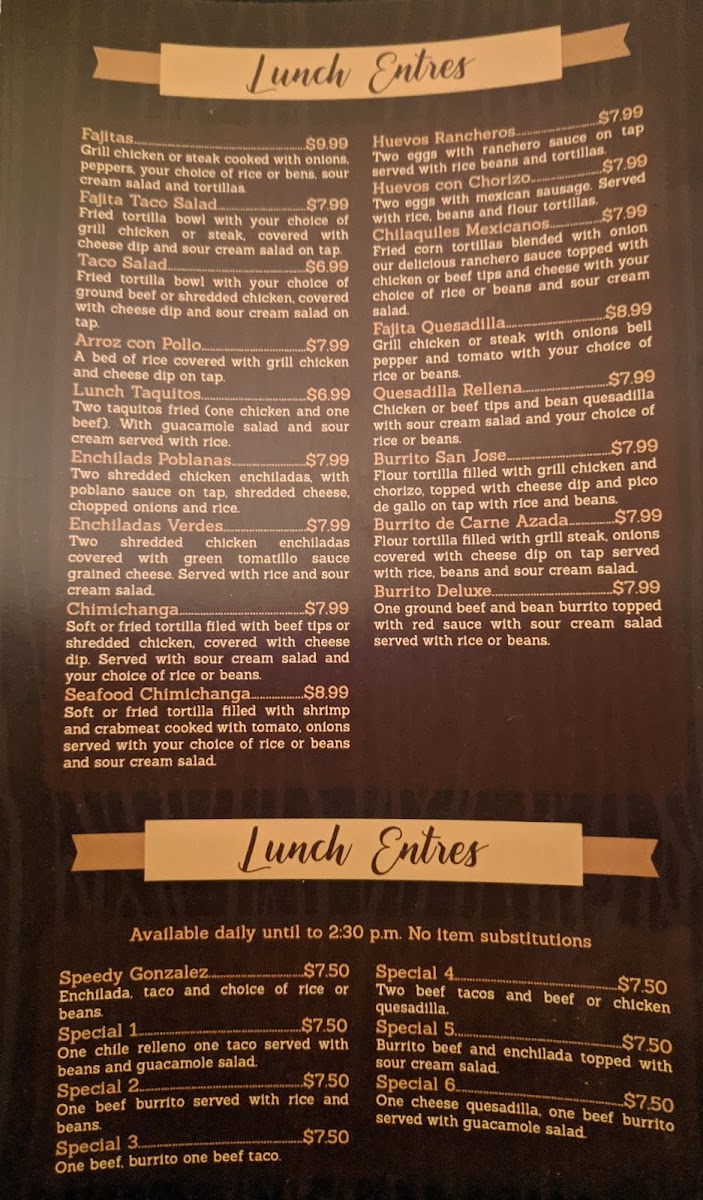 Lunch Entres
Fajitas...........$9.99
Grill chicken or steak cooked with onions,
peppers, your choice of rice or bens, sour
cream salad and tortillas.
Fajita Taco Salad...........$7.99
Fried tortilla bowl with your choice of
grill chicken or steak, covered with
cheese dip and sour cream salad on tap.
Taco Salad...........$6.99
Fried tortilla bowl with your choice of
ground beef or shredded chicken, covered
with cheese dip and sour cream salad on
tap.
Arroz con Pollo...........$7.99
A bed of rice covered with grill chicken
and cheese dip on tap.
Lunch Taquitos...........$6.99
Two taquitos fried (one chicken and one
beef). With guacamole salad and sour
cream served with rice.
Enchilads Poblanas...........$7.99
Two shredded chicken enchiladas, with
poblano sauce on tap, shredded cheese,
chopped onions and rice.
Enchiladas Verdes...........$7.99
Two shredded chicken enchiladas
covered with green tomatillo sauce
grained cheese. Served with rice and sour
cream salad.
Chimichanga...........$7.99
Soft or fried tortilla filed with beef tips or
shredded chicken, covered with cheese
dip. Served with sour cream salad and
your choice of rice or beans.
Seafood Chimichanga...........$8.99
Soft or fried tortilla filled with shrimp
and crabmeat cooked with tomato, onions
served with your choice of rice or beans
and sour cream salad.
Huevos Rancheros...........$7.99
Two eggs with ranchero sauce on tap
served with rice beans and tortillas.
Huevos con Chorizo...........$7.99
Two eggs with mexican sausage. Served
with rice, beans and flour tortillas.
Chilaquiles Mexicanos...........$7.99
Fried corn tortillas blended with onion
our delicious ranchero sauce topped with
chicken or beef tips and cheese with your
choice of rice or beans and sour cream
salad.
Fajita Quesadilla...........$8.99
Grill chicken or steak with onions bell
pepper and tomato with your choice of
rice or beans.
Quesadilla Rellena...........$7.99
Chicken or beef tips and bean quesadilla
with sour cream salad and your choice of
rice or beans.
Burrito San Jose...........$7.99
Flour tortilla filled with grill chicken and
chorizo, topped with cheese dip and pico
de gallo on tap with rice and beans.
Burrito de Carne Azada...........$7.99
Flour tortilla filled with grill steak, onions
covered with cheese dip on tap served
with rice, beans and sour cream salad.
Burrito Deluxe...........$7.99
One ground beef and bean burrito topped
with red sauce with sour cream salad
served with rice or beans.
Lunch Entres
Available daily until to 2:30 p.m. No item substitutions
Speedy Gonzalez...........$7.50
Enchilada, taco and choice of rice or
beans.
Special 1...........$7.50
One chile relleno one taco served with
beans and guacamole salad.
Special 2...........$7.50
One beef burrito served with rice and
beans.
Special 3...........$7.50
One beef, burrito one beef taco.
Special 4...........$7.50
Two beef tacos and beef or chicken
quesadilla.
Special 5...........$7.50
Burrito beef and enchilada topped with
sour cream salad.
Special 6...........$7.50
One cheese quesadilla, one beef burrito
served with guacamole salad.